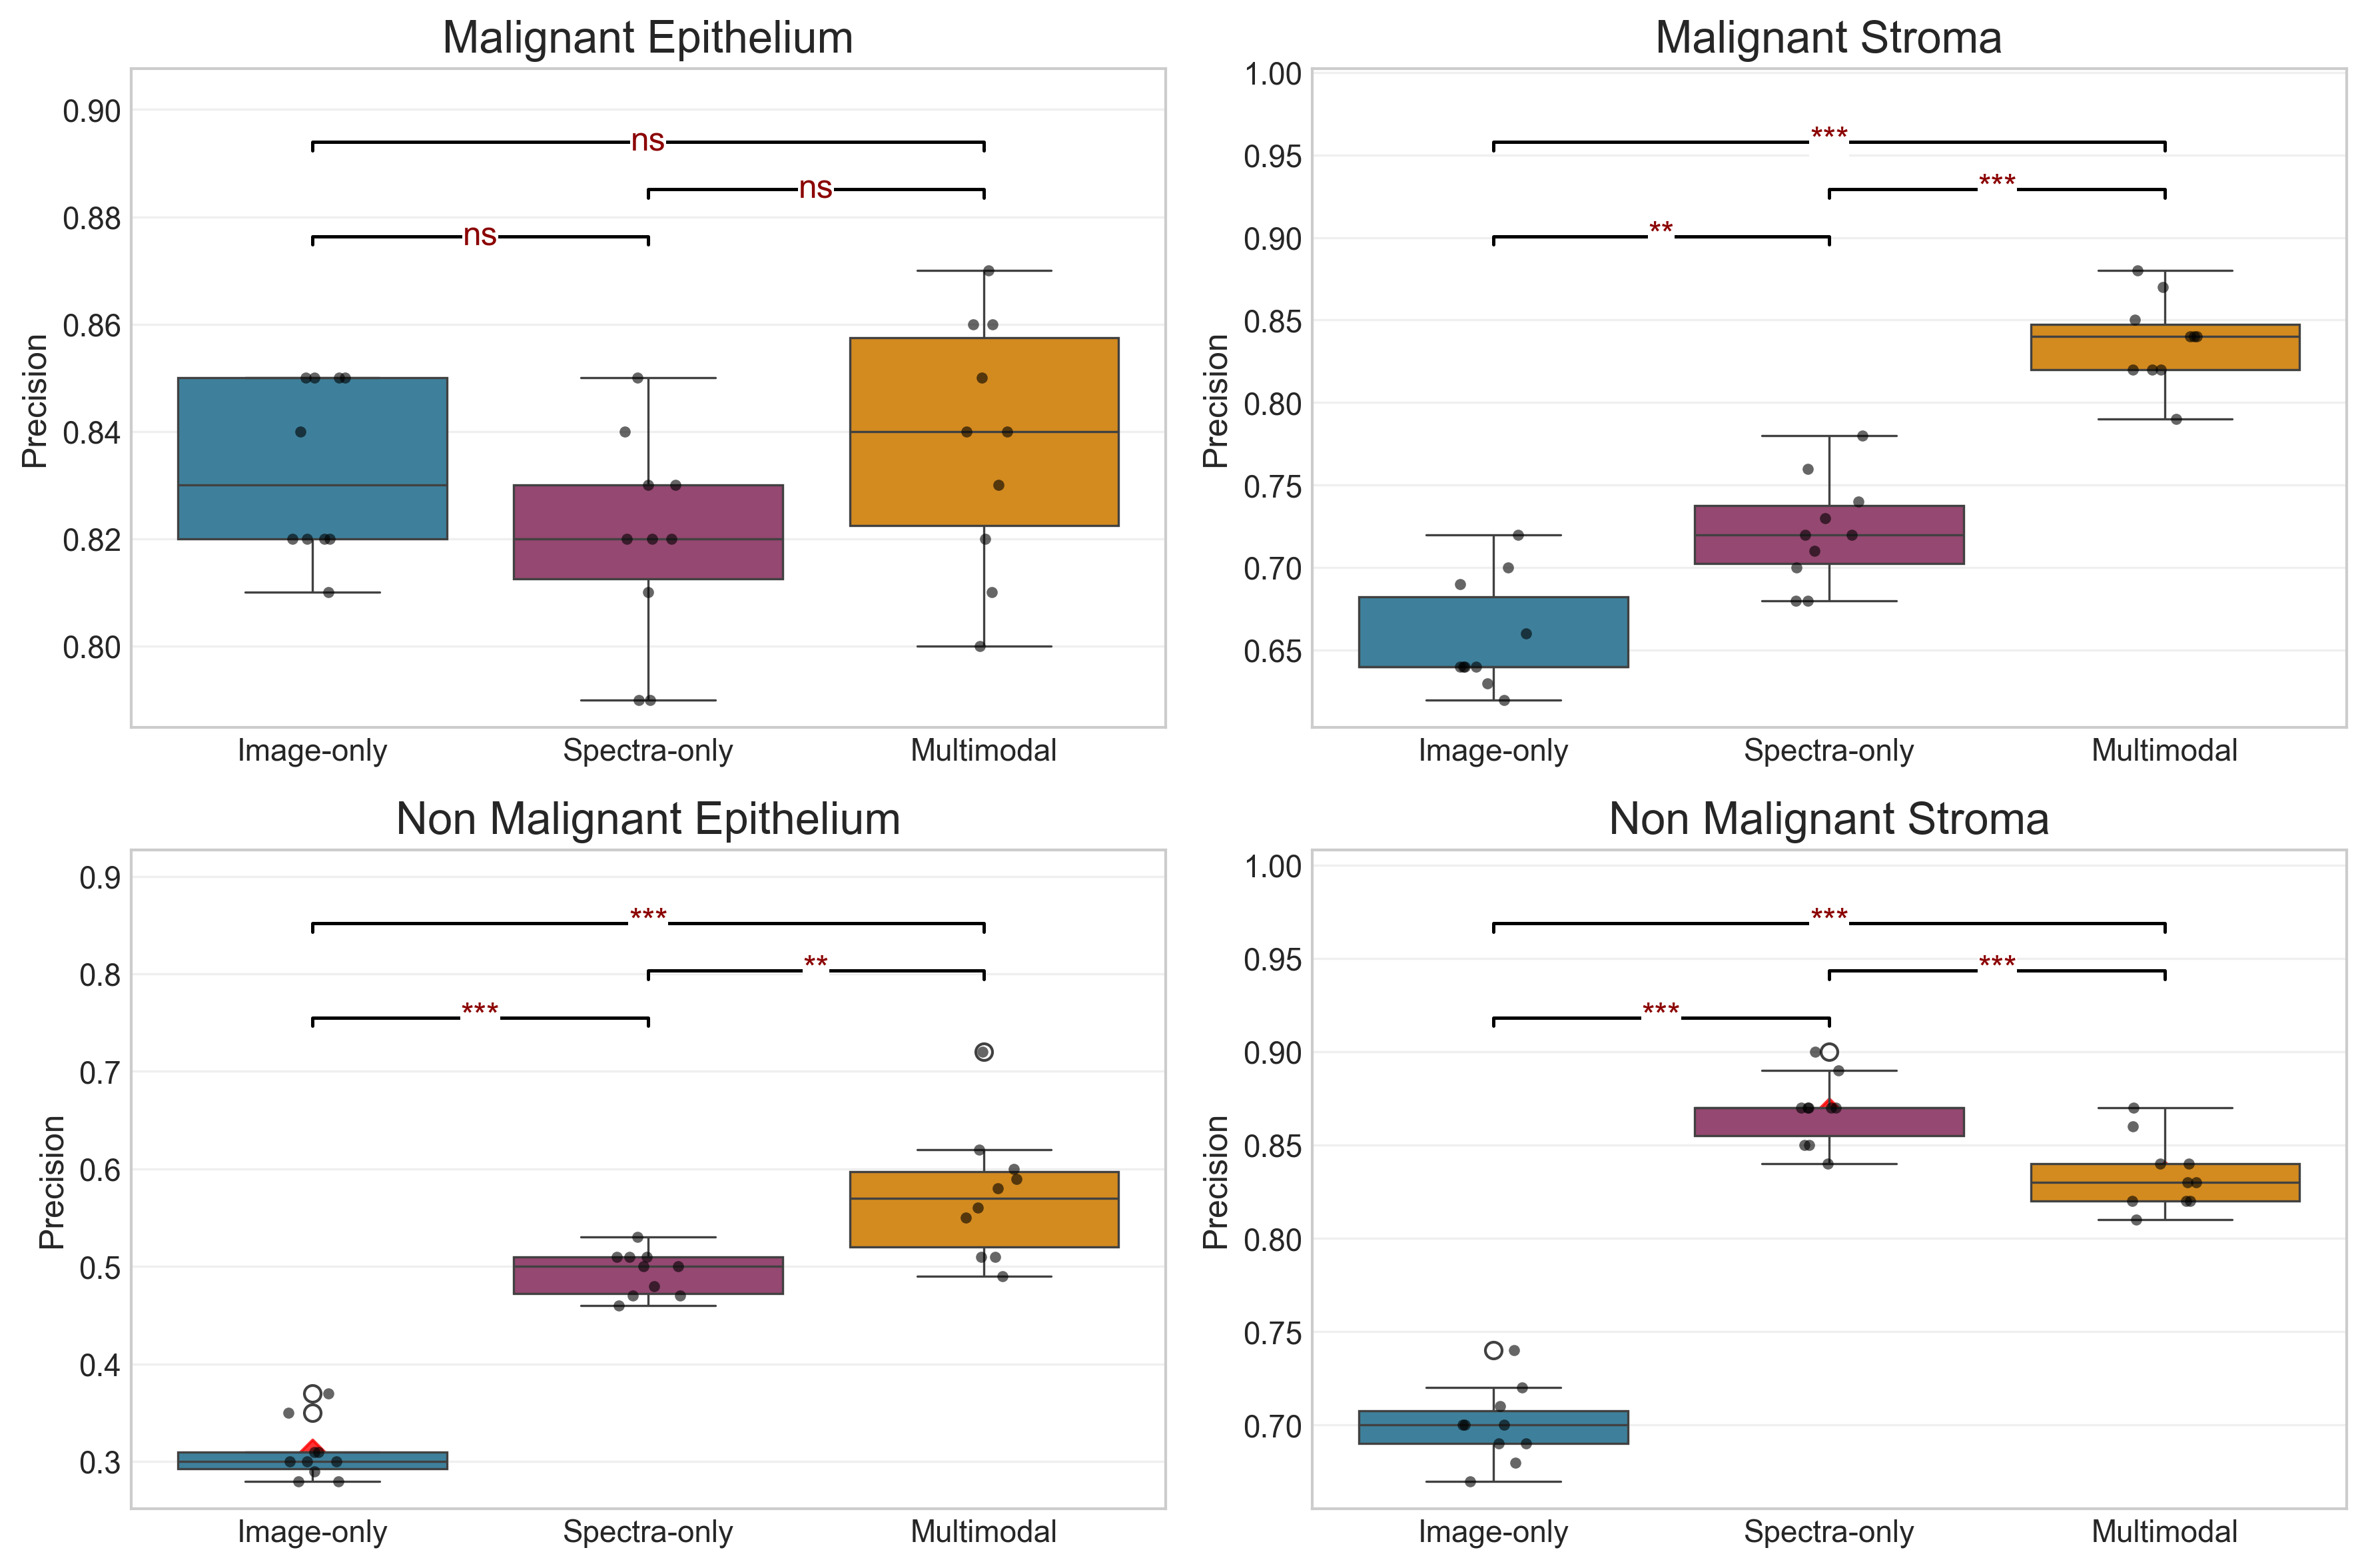 Malignant Epithelium
Precision
0.90
0.88
0.86
0.84
0.82
0.80
ns
ns
ns
Image-only
Spectra-only
Multimodal
Malignant Stroma
Precision
1.00
0.95
0.90
0.85
0.80
0.75
0.70
0.65
***
***
**
Image-only
Spectra-only
Multimodal
Non Malignant Epithelium
Precision
0.9
0.8
0.7
0.6
0.5
0.4
0.3
***
**
***
Image-only
Spectra-only
Multimodal
Non Malignant Stroma
Precision
1.00
0.95
0.90
0.85
0.80
0.75
0.70
***
***
***
Image-only
Spectra-only
Multimodal